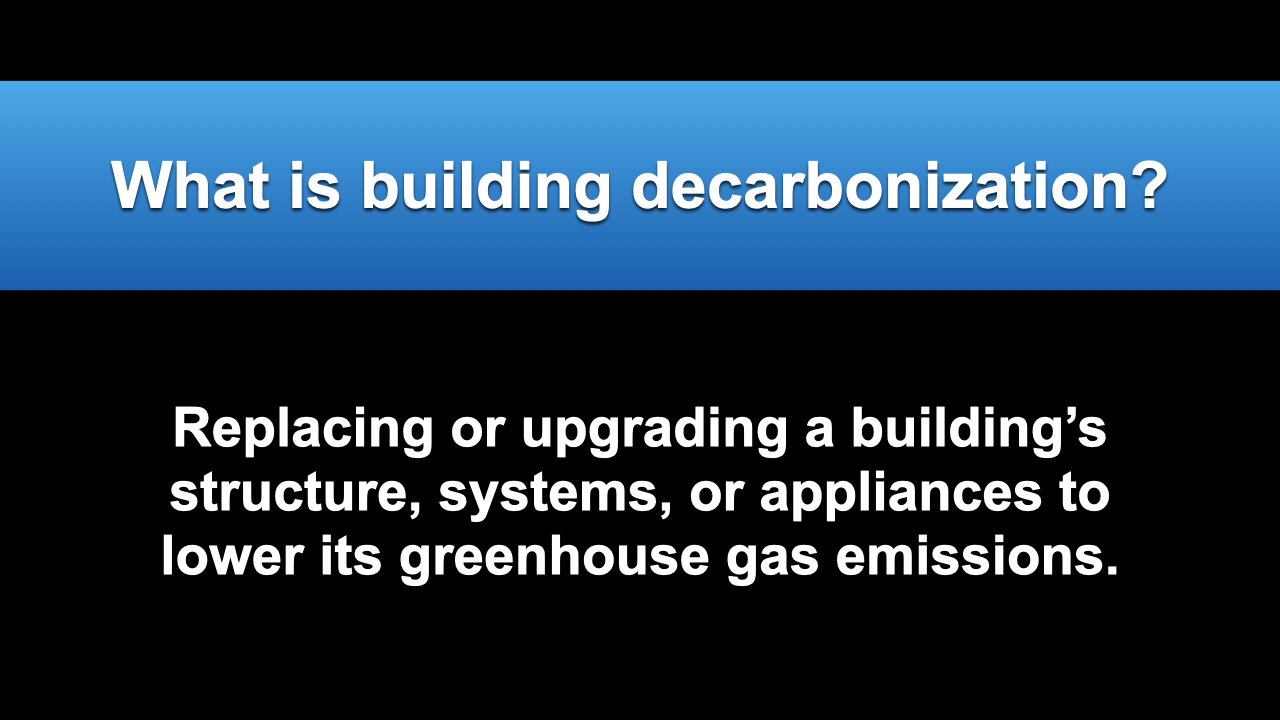 What is building decarbonization?
Replacing or upgrading a building’s
structure, systems, or appliances to
lower its greenhouse gas emissions.